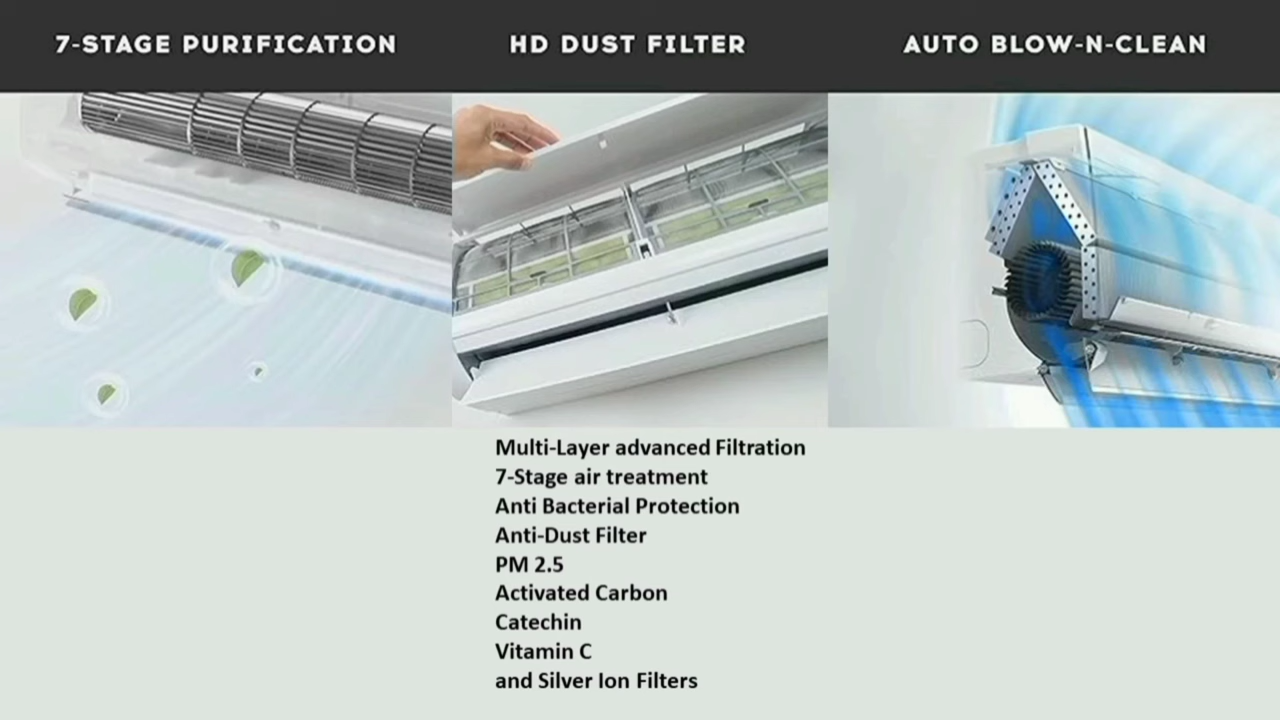 7-STAGE PURIFICATION
HD DUST FILTER
AUTO BLOW-N-CLEAN
Multi-Layer advanced Filtration
7-Stage air treatment
Anti Bacterial Protection
Anti-Dust Filter
PM 2.5
Activated Carbon
Catechin
Vitamin C
and Silver Ion Filters